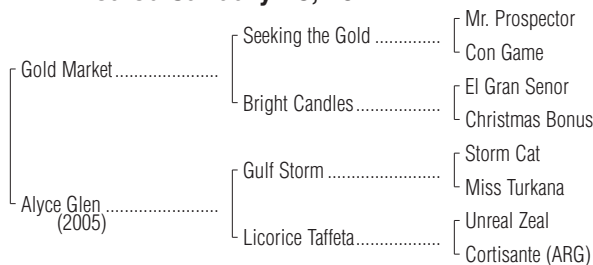 Seeking the Gold
Mr. Prospector
Con Game
Gold Market
Bright Candles
El Gran Senor
Christmas Bonus
Gulf Storm
Storm Cat
Miss Turkana
Alyce Glen
(2005)
Licorice Taffeta
Unreal Zeal
Cortisante (ARG)